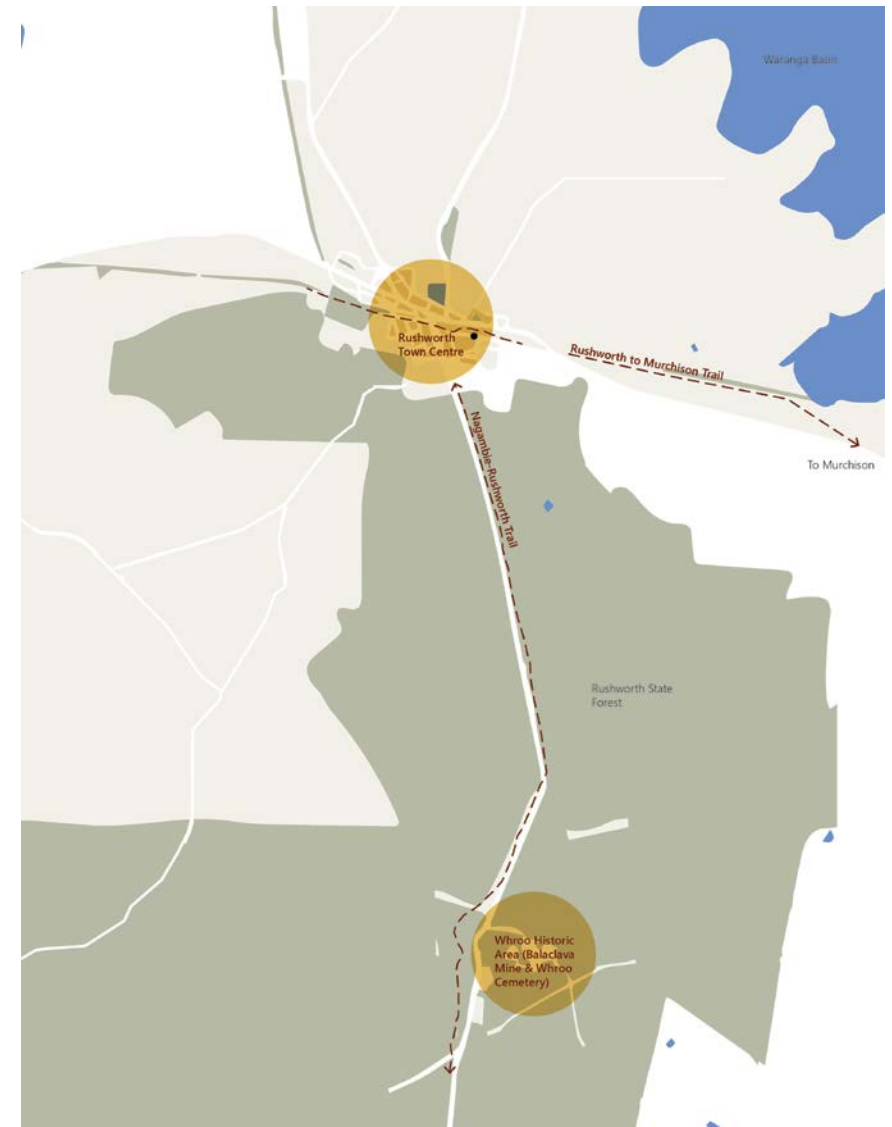 Waranga Basin
Rushworth
Town Centre
Rushworth to Murchison Trail
To Murchison
Nagambie-Rushworth Trail
Rushworth State
Forest
Whroo Historic
Area (Balaclava
Mine & Whroo
Cemetery)